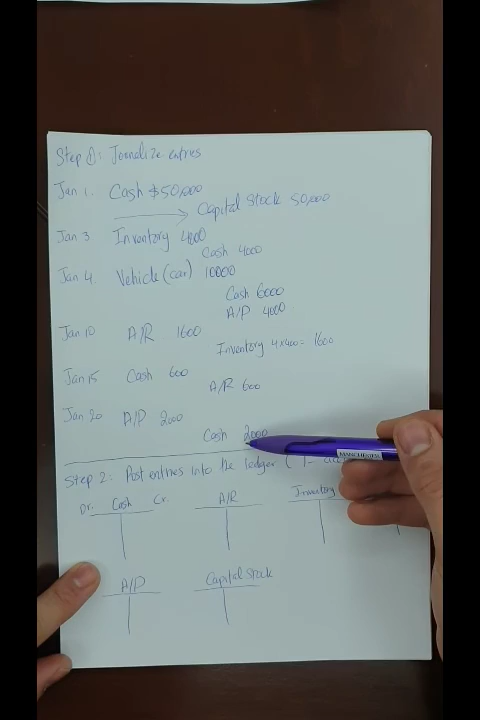 Step ①: Jornalize entries
Jan 1. Cash $50,000
Capital Stock 50,000
Jan 3 Inventory 4000
Cash 4000
Jan 4 Vehicle (car) 10000
Cash 6000
A/P 4000
Jan 10 A/R 1600
Inventory 4x400 = 1600
Jan 15 Cash 600
A/R 600
Jan 20 A/P 2000
Cash 2000
MANCHESTER
Step 2: Post entries into the ledger (T-
Dr. Cash Cr. A/R Inventory
A/P Capital Stock